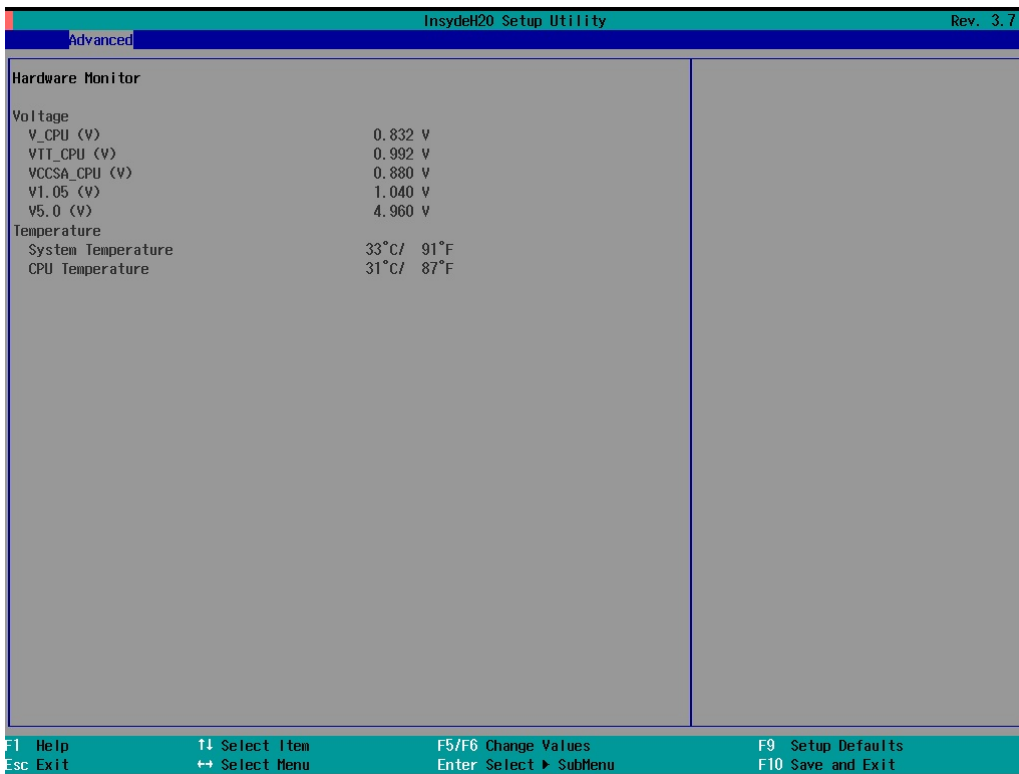 InsydeH2O Setup Utility Rev. 3.7
Advanced
Hardware Monitor
Voltage
V_CPU (V) 0.832 V
VTT_CPU (V) 0.992 V
VCCSA_CPU (V) 0.880 V
V1.05 (V) 1.040 V
V5.0 (V) 4.960 V
Temperature
System Temperature 33°C/ 91°F
CPU Temperature 31°C/ 87°F
F1 Help ↑↓ Select Item F5/F6 Change Values F9 Setup Defaults
Esc Exit ↔ Select Menu Enter Select ▶ SubMenu F10 Save and Exit